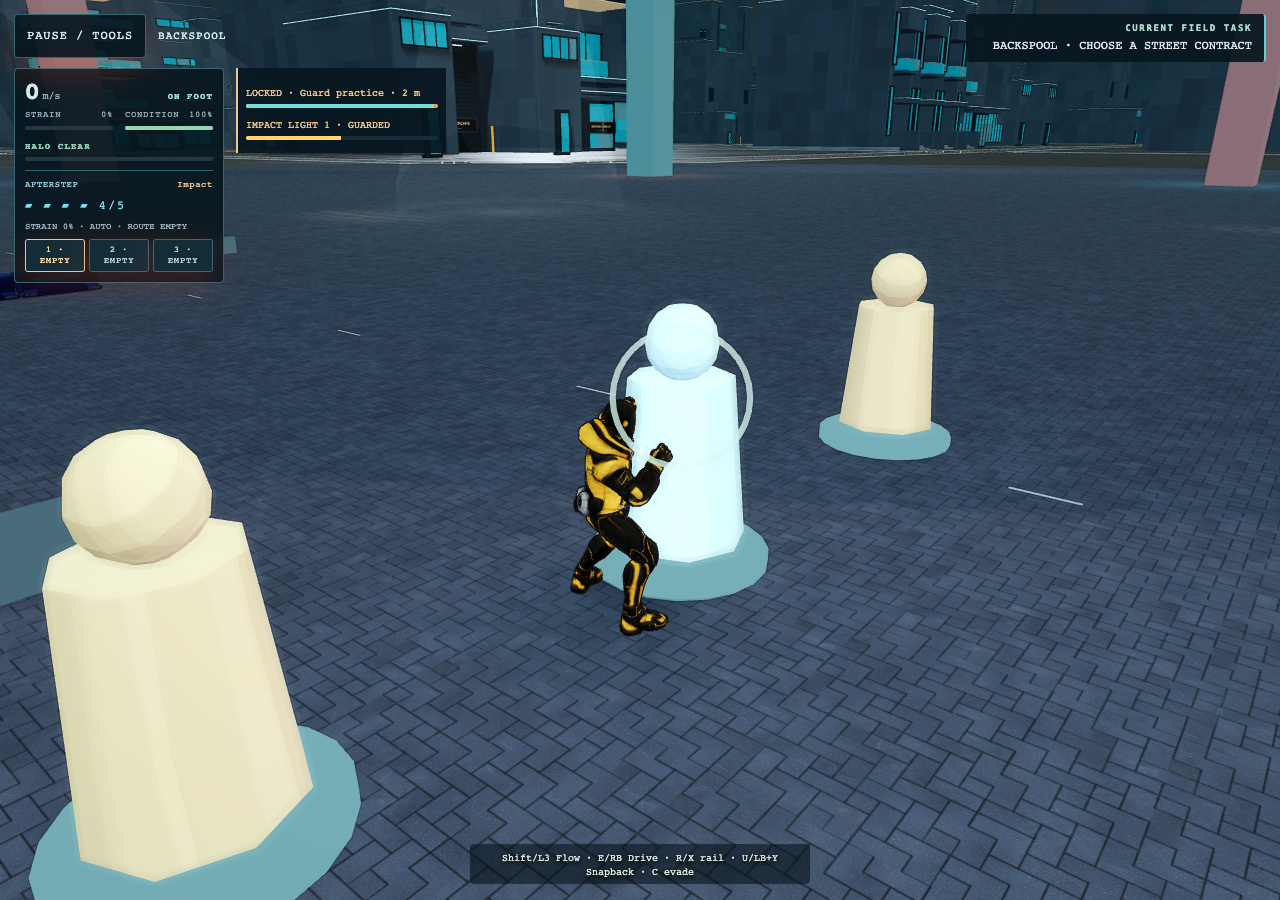 PAUSE / TOOLS
BACKSPOOL
CURRENT FIELD TASK
BACKSPOOL · CHOOSE A STREET CONTRACT
0 m/s
ON FOOT
STRAIN 0% CONDITION 100%
HALO CLEAR
AFTERSTEP Impact
4/5
STRAIN 0% · AUTO · ROUTE EMPTY
1 · EMPTY
2 · EMPTY
3 · EMPTY
LOCKED · Guard practice · 2 m
IMPACT LIGHT 1 · GUARDED
Shift/L3 Flow · E/RB Drive · R/X rail · U/LB+Y
Snapback · C evade